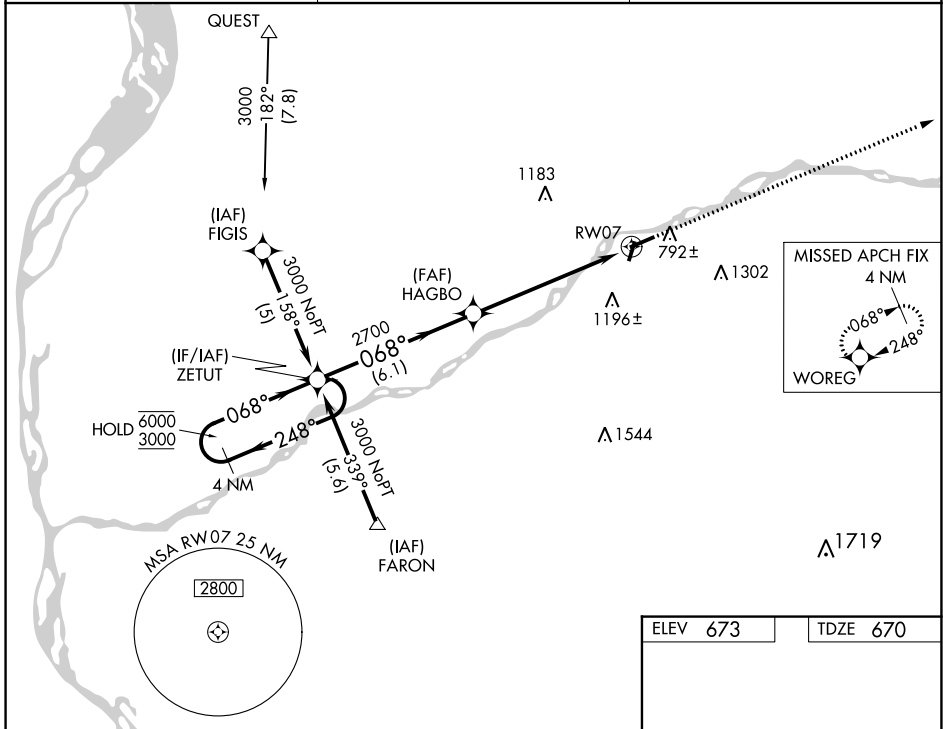 QUEST
3000
182°
(7.8)
1183
(IAF)
FIGIS
RW07
792±
3000 NoPT
158°
(5)
(FAF)
HAGBO
1302
MISSED APCH FIX
4 NM
068°
248°
WOREG
1196±
2700
068°
(6.1)
(IF/IAF)
ZETUT
068°
HOLD 6000
3000
248°
4 NM
3000 NoPT
339°
(5.6)
1544
(IAF)
FARON
1719
MSA RW07 25 NM
2800
ELEV 673
TDZE 670